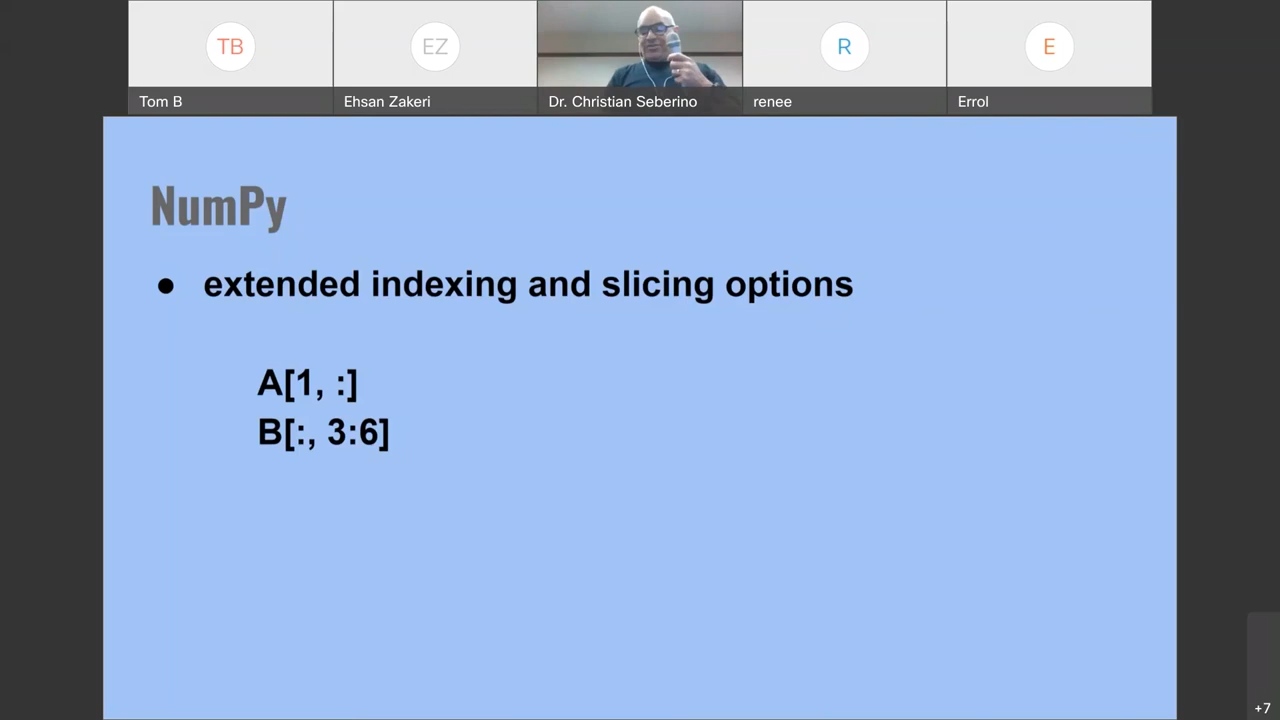 TB
EZ
R
E
Tom B
Ehsan Zakeri
Dr. Christian Seberino
renee
Errol
NumPy
● extended indexing and slicing options
A[1, :]
B[:, 3:6]
+7